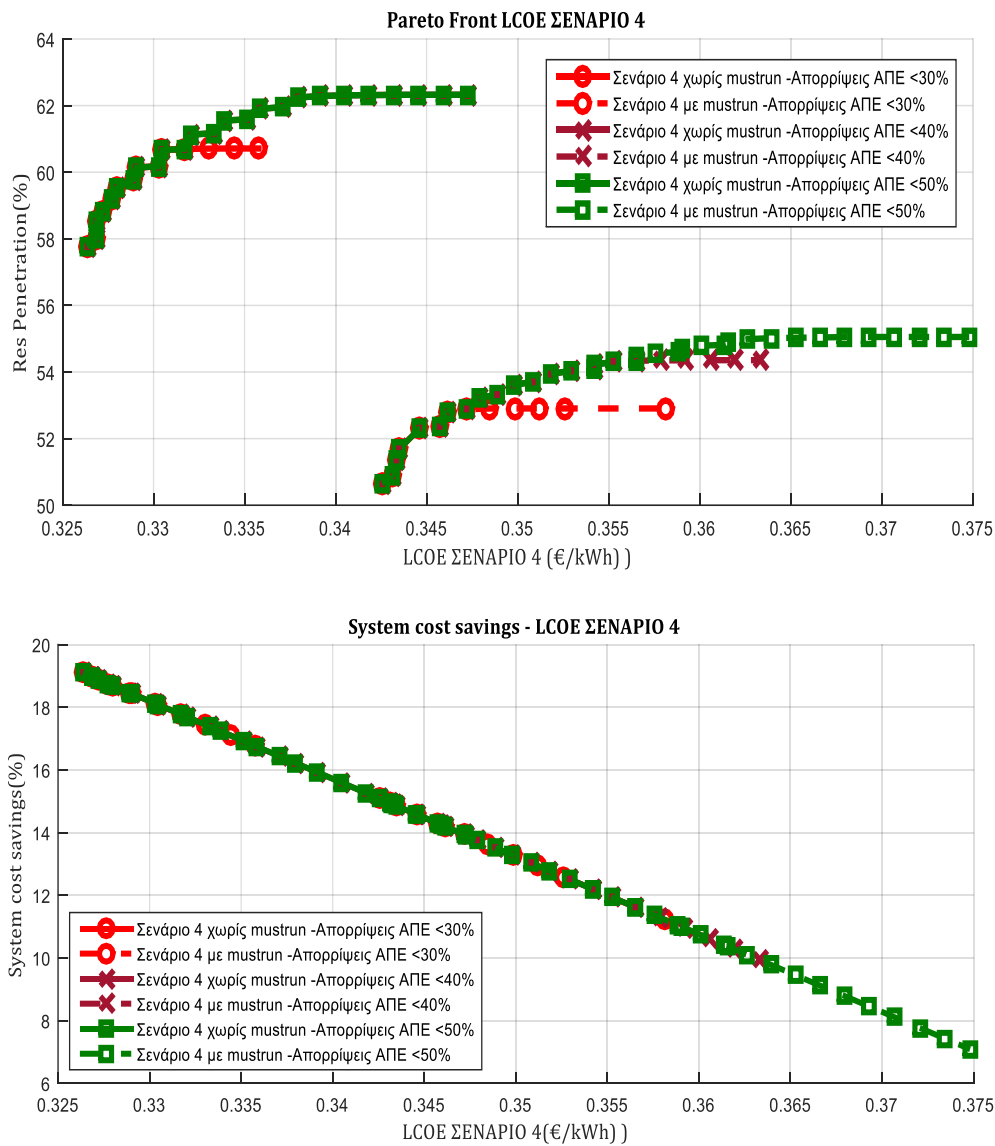 Pareto Front LCOE ΣΕΝΑΡΙΟ 4
64
62
60
58
56
54
52
50
Res Penetration(%)
Σενάριο 4 χωρίς mustrun -Απορρίψεις ΑΠΕ <30%
Σενάριο 4 με mustrun -Απορρίψεις ΑΠΕ <30%
Σενάριο 4 χωρίς mustrun -Απορρίψεις ΑΠΕ <40%
Σενάριο 4 με mustrun -Απορρίψεις ΑΠΕ <40%
Σενάριο 4 χωρίς mustrun -Απορρίψεις ΑΠΕ <50%
Σενάριο 4 με mustrun -Απορρίψεις ΑΠΕ <50%
0.325 0.33 0.335 0.34 0.345 0.35 0.355 0.36 0.365 0.37 0.375
LCOE ΣΕΝΑΡΙΟ 4 (€/kWh) )
System cost savings - LCOE ΣΕΝΑΡΙΟ 4
20
18
16
14
12
10
8
6
System cost savings(%)
Σενάριο 4 χωρίς mustrun -Απορρίψεις ΑΠΕ <30%
Σενάριο 4 με mustrun -Απορρίψεις ΑΠΕ <30%
Σενάριο 4 χωρίς mustrun -Απορρίψεις ΑΠΕ <40%
Σενάριο 4 με mustrun -Απορρίψεις ΑΠΕ <40%
Σενάριο 4 χωρίς mustrun -Απορρίψεις ΑΠΕ <50%
Σενάριο 4 με mustrun -Απορρίψεις ΑΠΕ <50%
0.325 0.33 0.335 0.34 0.345 0.35 0.355 0.36 0.365 0.37 0.375
LCOE ΣΕΝΑΡΙΟ 4(€/kWh) )